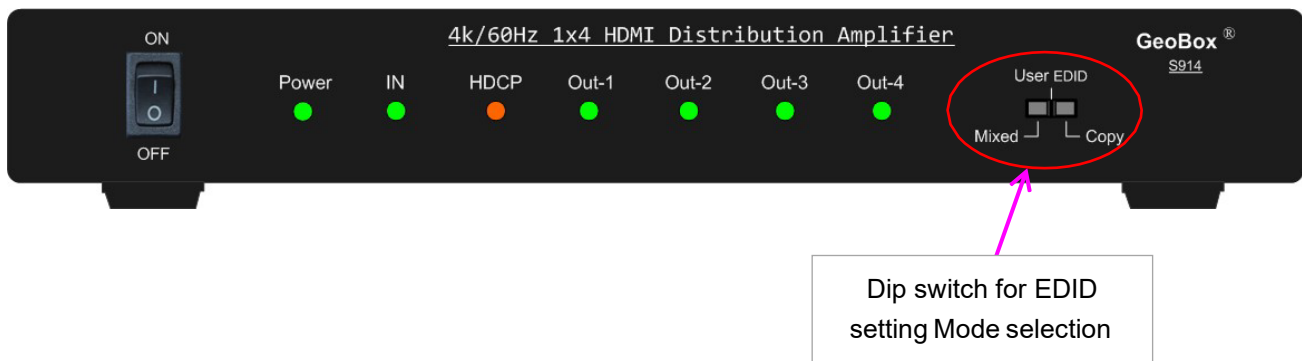 4k/60Hz 1x4 HDMI Distribution Amplifier
GeoBox ®
S914
ON
I
O
OFF
Power
IN
HDCP
Out-1
Out-2
Out-3
Out-4
User EDID
Mixed
Copy
Dip switch for EDID
setting Mode selection